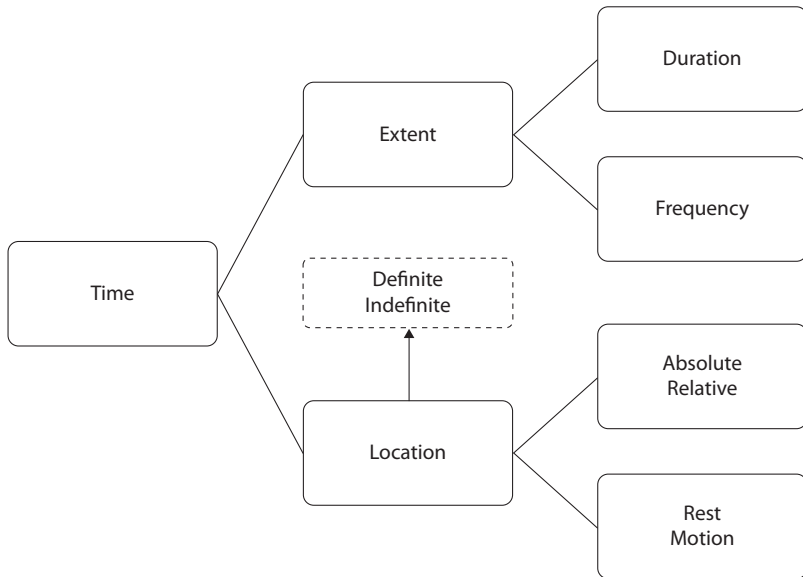 Duration
Extent
Frequency
Time
Definite
Indefinite
Absolute
Relative
Location
Rest
Motion